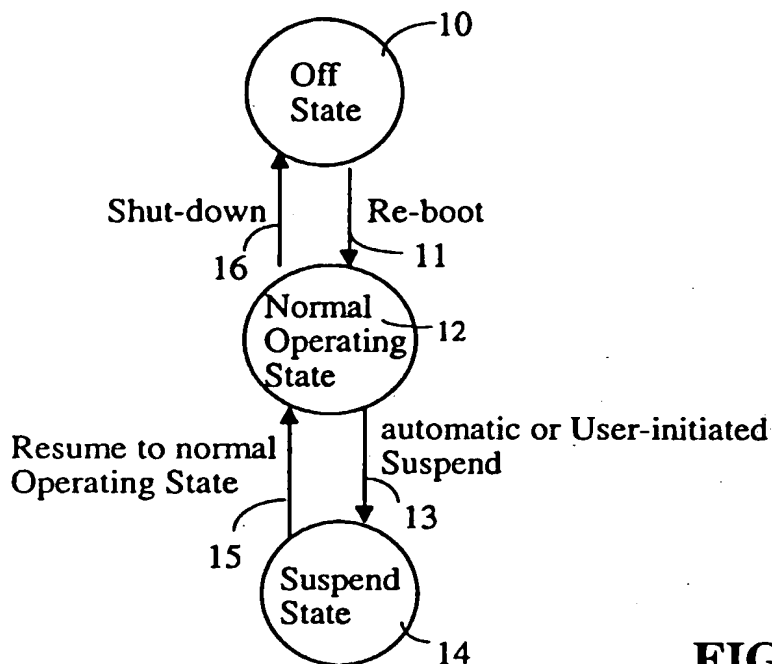 10
Off
State
Shut-down
Re-boot
16
11
Normal
Operating
State
12
Resume to normal
Operating State
automatic or User-initiated
Suspend
15
13
Suspend
State
14
FIG